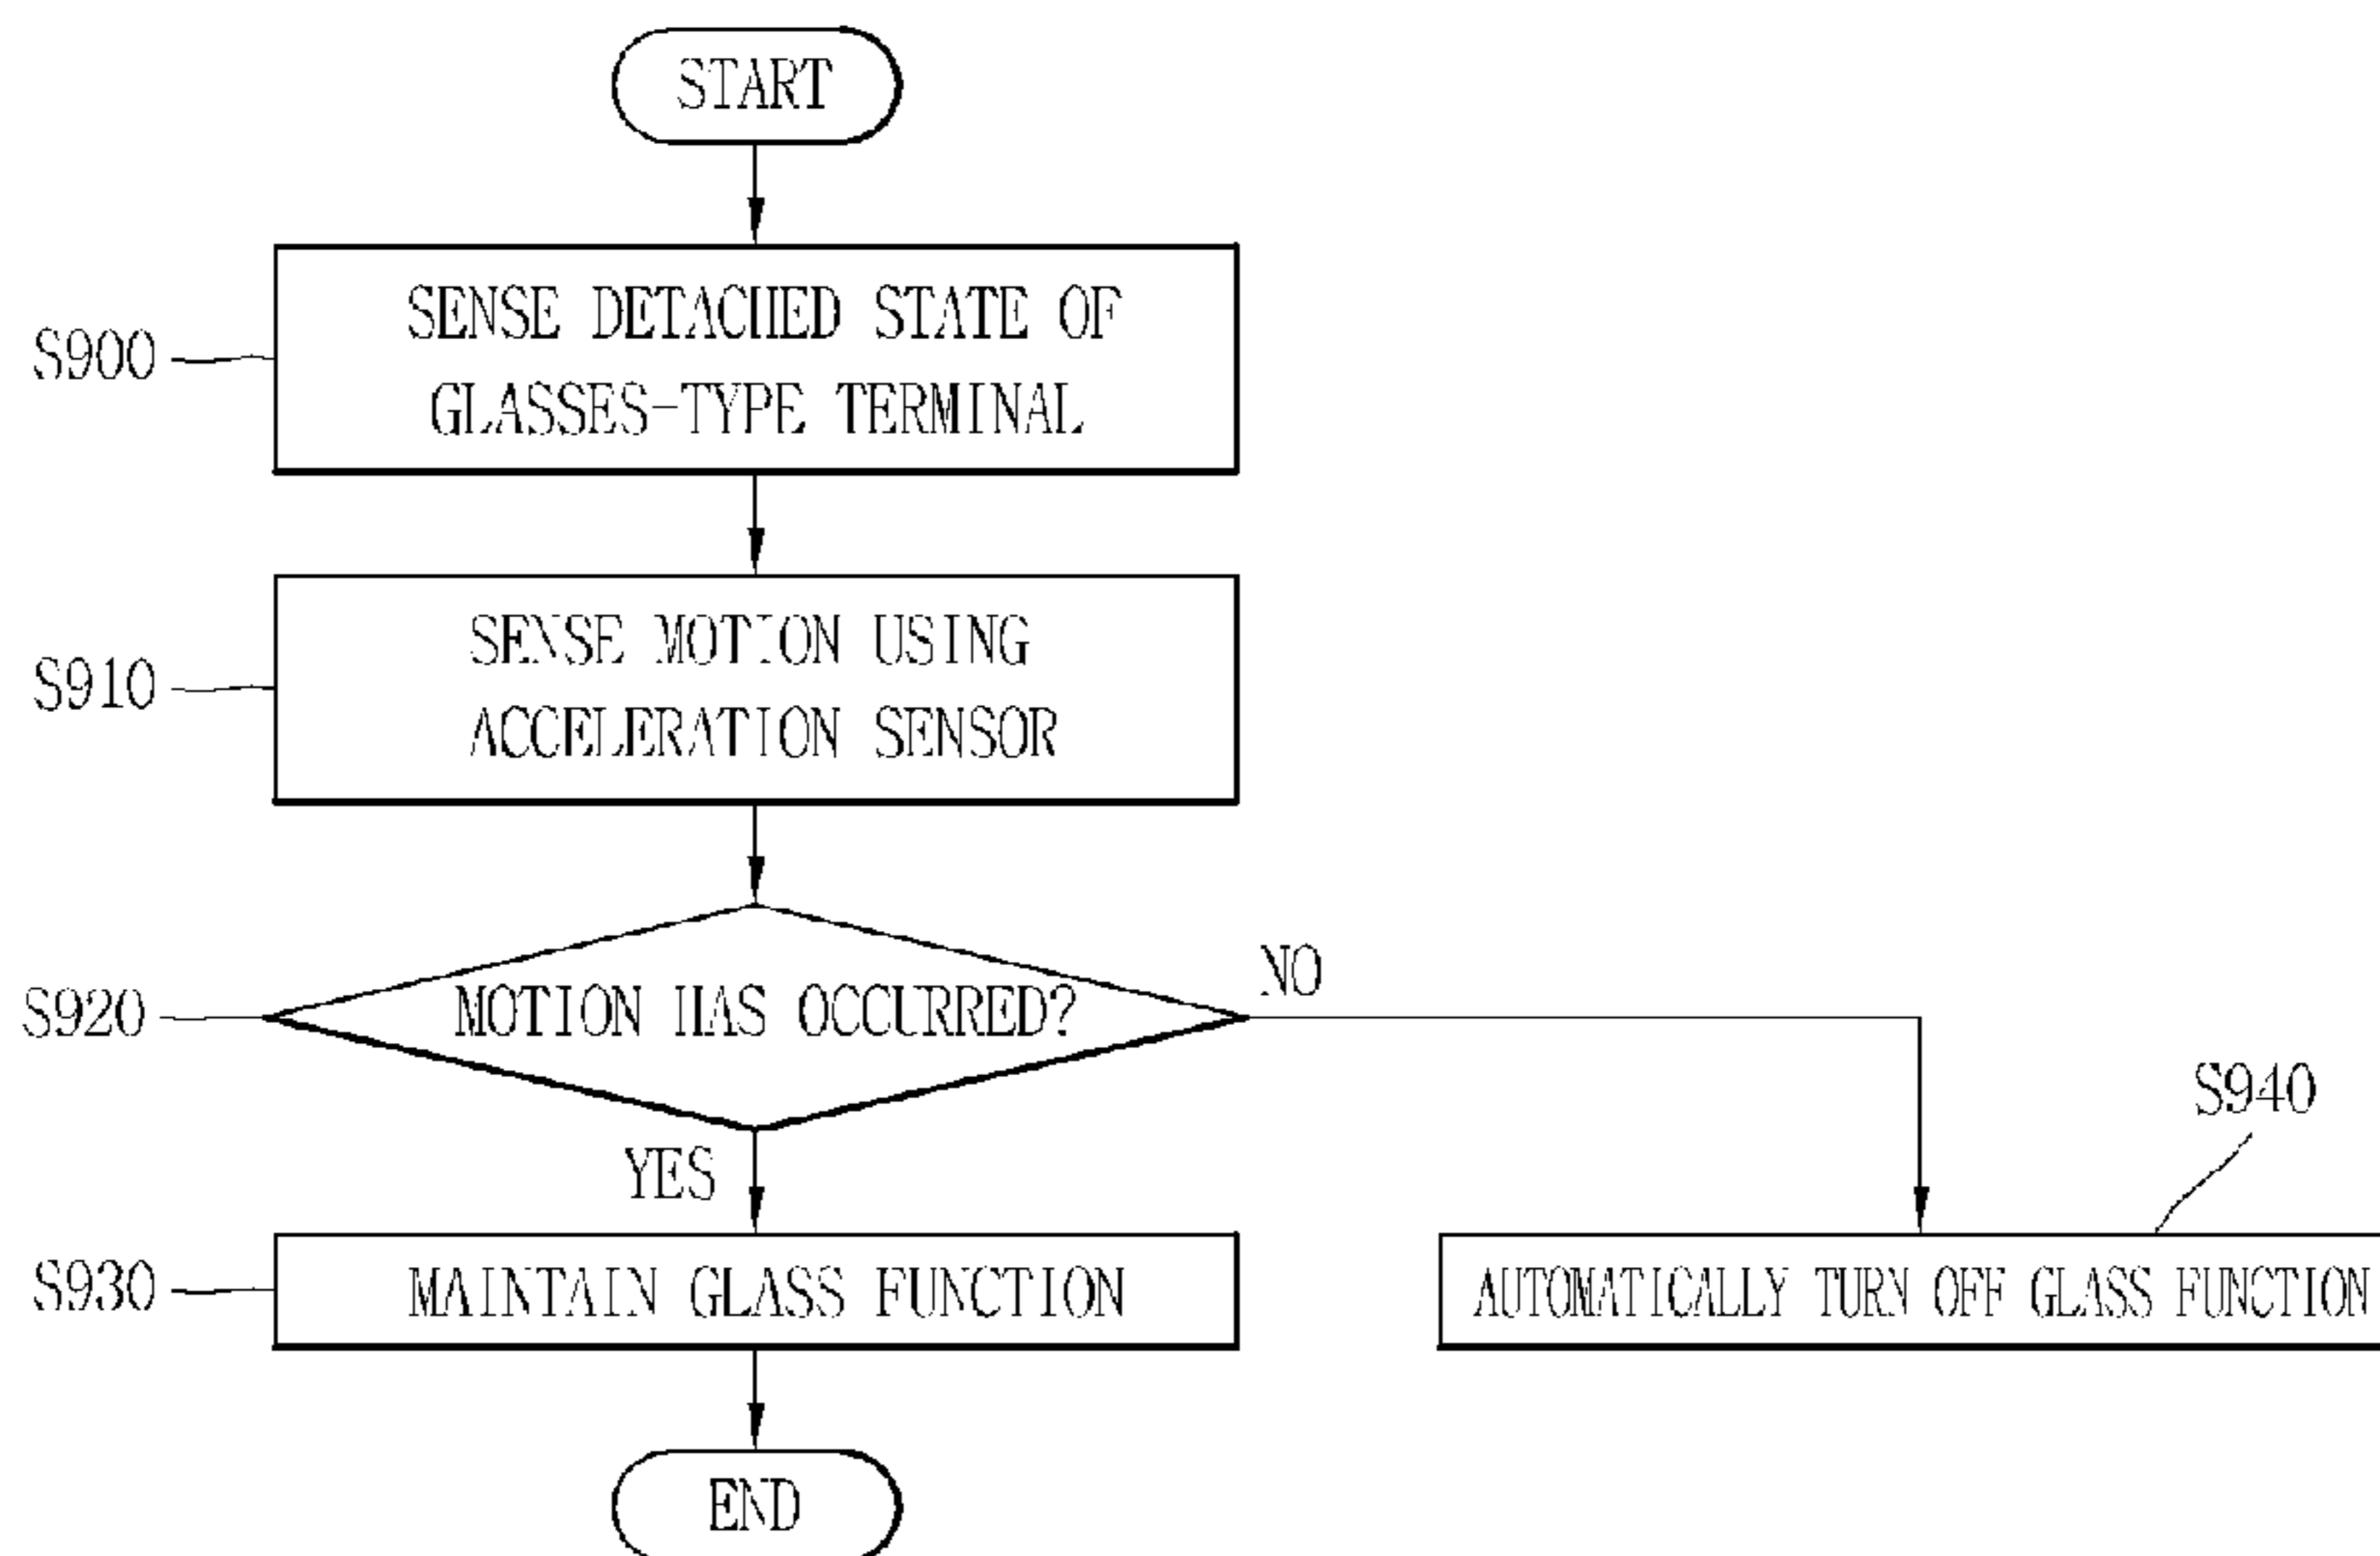 START
S900
SENSE DETACHED STATE OF
GLASSES-TYPE TERMINAL
S910
SENSE MOTION USING
ACCELERATION SENSOR
S920
MOTION HAS OCCURRED?
NO
YES
S940
S930
MAINTAIN GLASS FUNCTION
AUTOMATICALLY TURN OFF GLASS FUNCTION
END